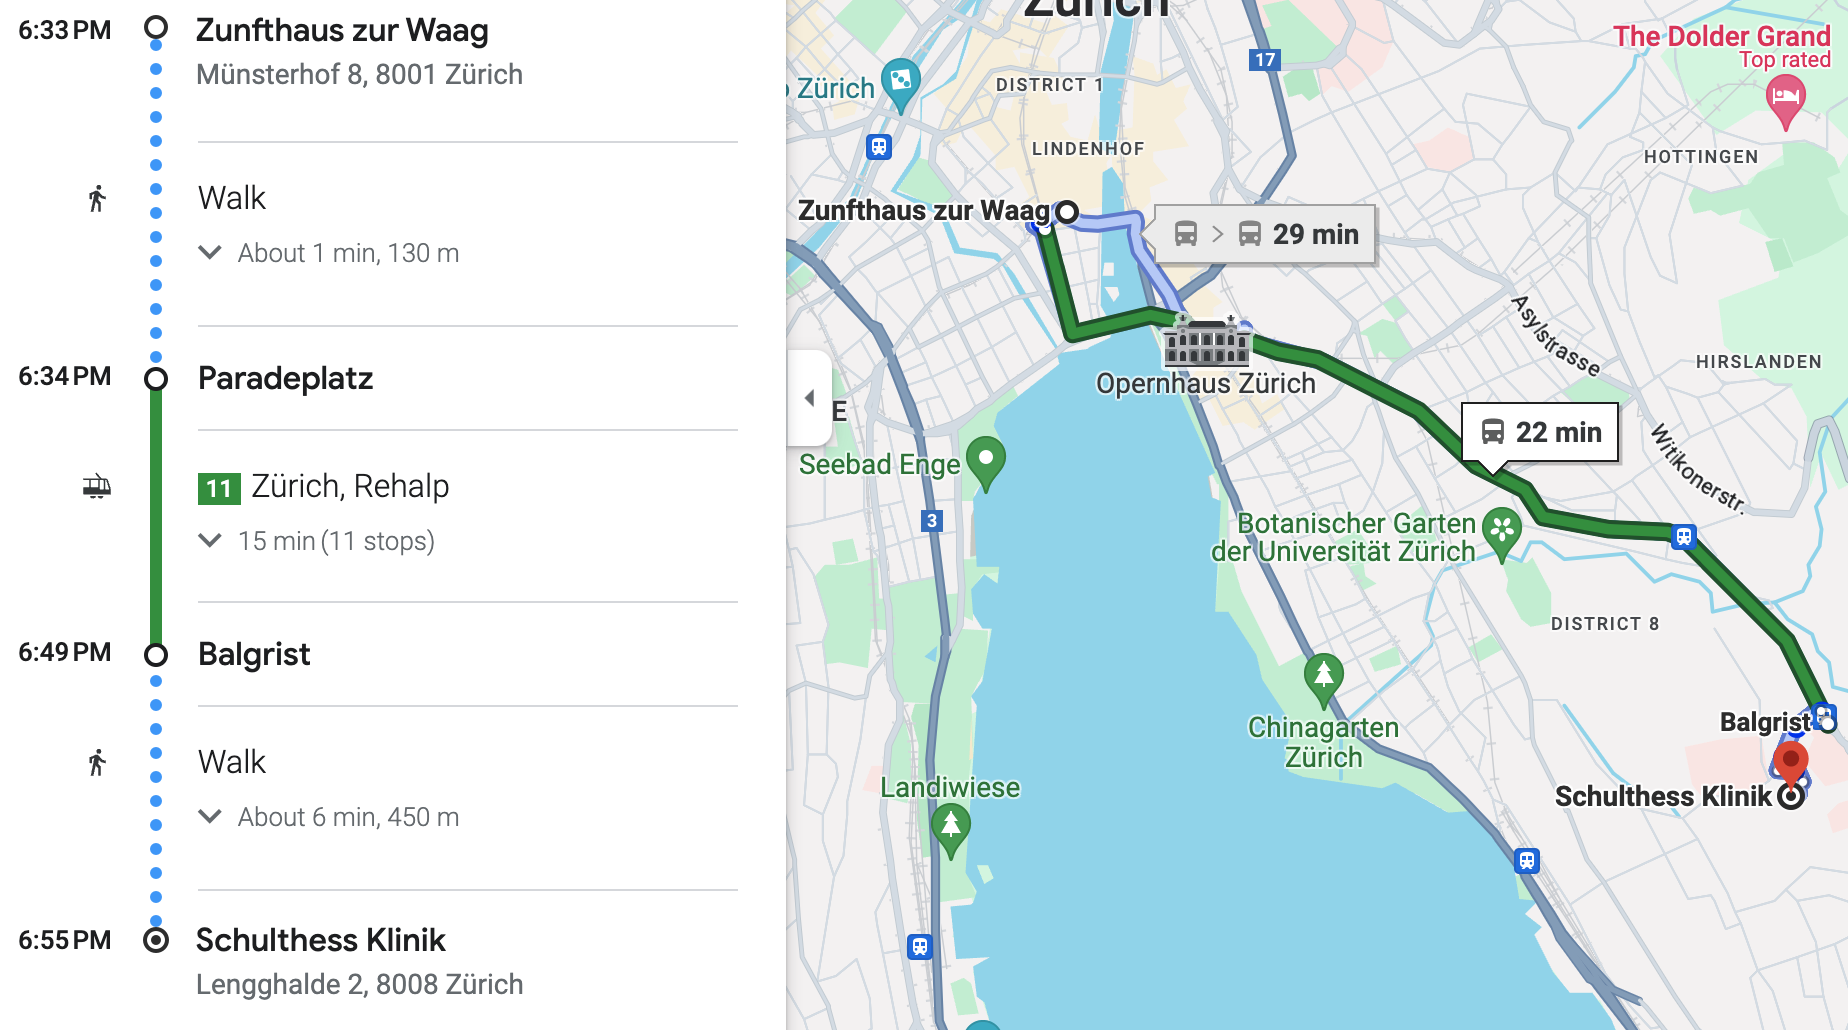 6:33 PM
Zunfthaus zur Waag
Münsterhof 8, 8001 Zürich
Walk
About 1 min, 130 m
6:34 PM
Paradeplatz
11 Zürich, Rehalp
15 min (11 stops)
6:49 PM
Balgrist
Walk
About 6 min, 450 m
6:55 PM
Schulthess Klinik
Lengghalde 2, 8008 Zürich
Zürich
The Dolder Grand
Top rated
17
DISTRICT 1
Zürich
LINDENHOF
HOTTINGEN
Zunfthaus zur Waag
29 min
Asylstrasse
HIRSLANDEN
Opernhaus Zürich
E
22 min
Witikonerstr.
Seebad Enge
3
Botanischer Garten
der Universität Zürich
DISTRICT 8
Balgrist
Chinagarten
Zürich
Landiwiese
Schulthess Klinik